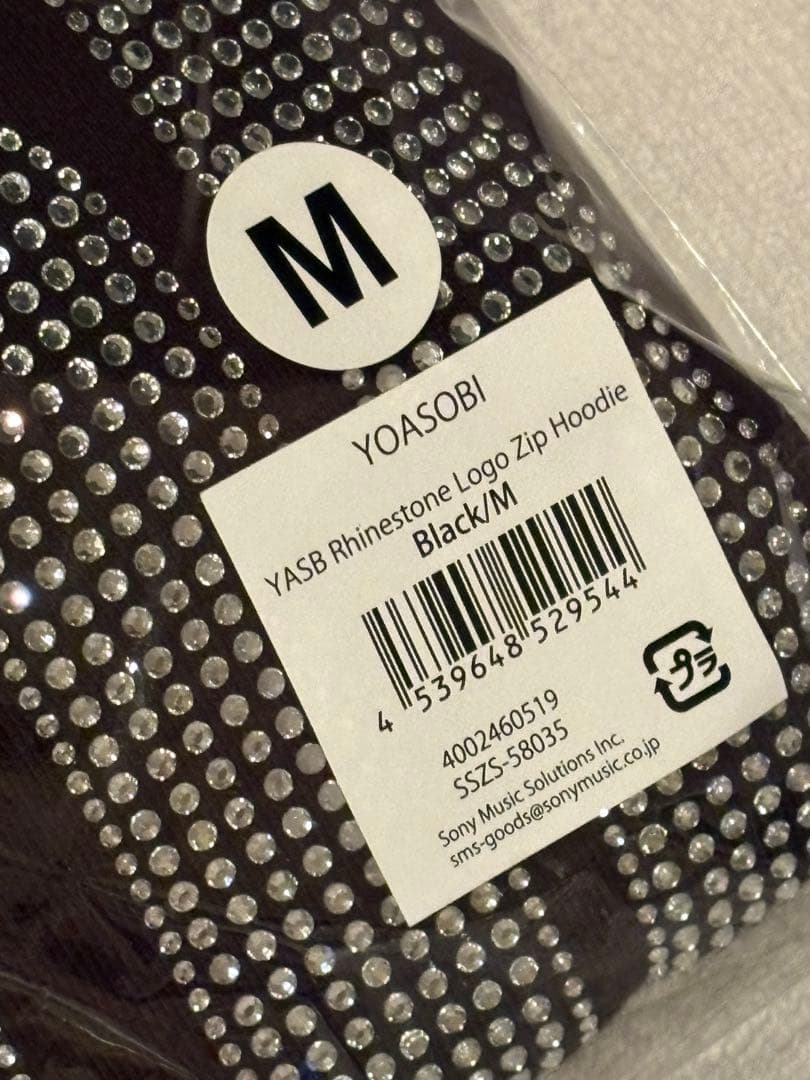 M
YOASOBI
YASB Rhinestone Logo Zip Hoodie
Black/M
4 539648 529544
4002460519
SSZS-58035
プラ
Sony Music Solutions Inc.
sms-goods@sonymusic.co.jp